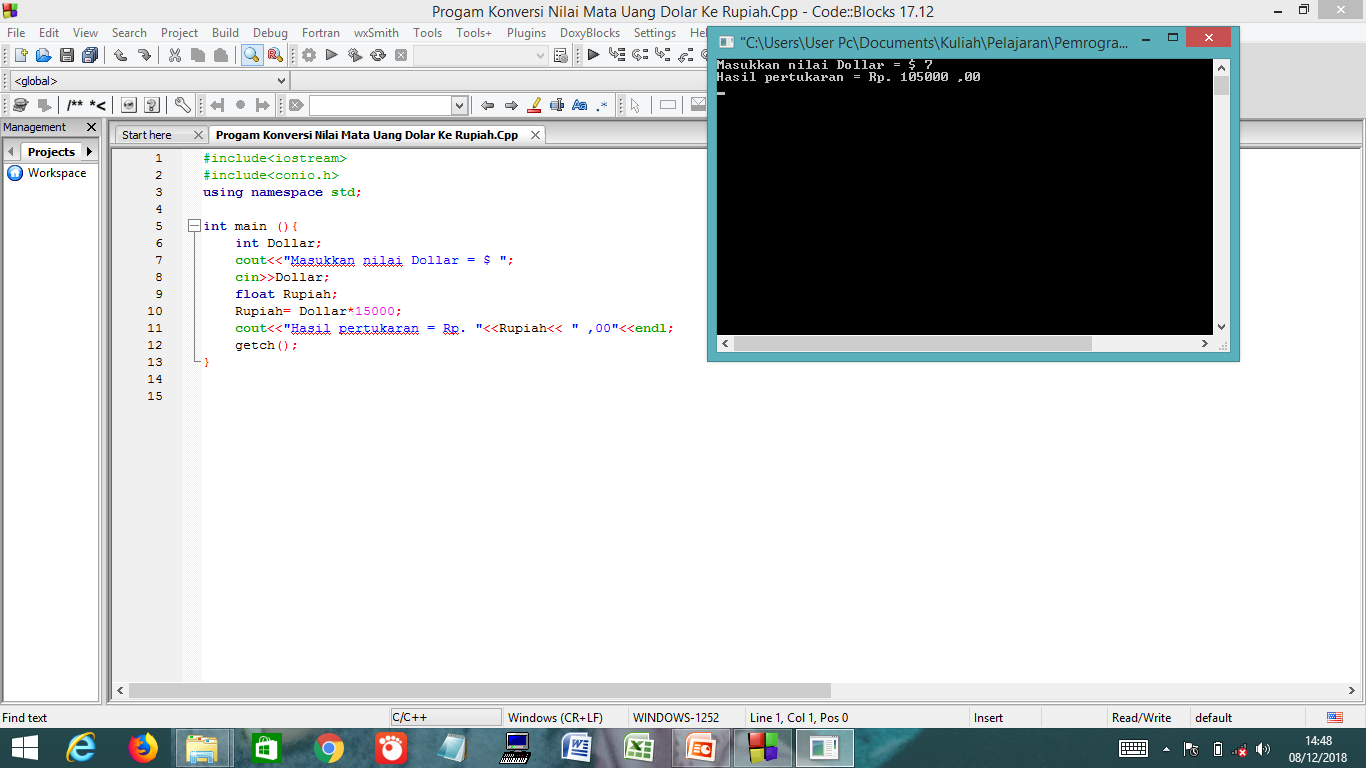 Progam Konversi Nilai Mata Uang Dolar Ke Rupiah.Cpp - Code::Blocks 17.12
File Edit View Search Project Build Debug Fortran wxSmith Tools Tools+ Plugins DoxyBlocks Settings
"C:\Users\User Pc\Documents\Kuliah\Pelajaran\Pemrogra...
Masukkan nilai Dollar = $ 7
Hasil pertukaran = Rp. 105000 ,00
<global>
/** *<
Aa .*
Management
Projects
Workspace
Start here
Progam Konversi Nilai Mata Uang Dolar Ke Rupiah.Cpp
1 #include<iostream>
2 #include<conio.h>
3 using namespace std;
4
5 int main (){
6 int Dollar;
7 cout<<"Masukkan nilai Dollar = $ ";
8 cin>>Dollar;
9 float Rupiah;
10 Rupiah= Dollar*15000;
11 cout<<"Hasil pertukaran = Rp. "<<Rupiah<< " ,00"<<endl;
12 getch();
13 }
14
15
Find text
C/C++
Windows (CR+LF)
WINDOWS-1252
Line 1, Col 1, Pos 0
Insert
Read/Write
default
14:48
08/12/2018